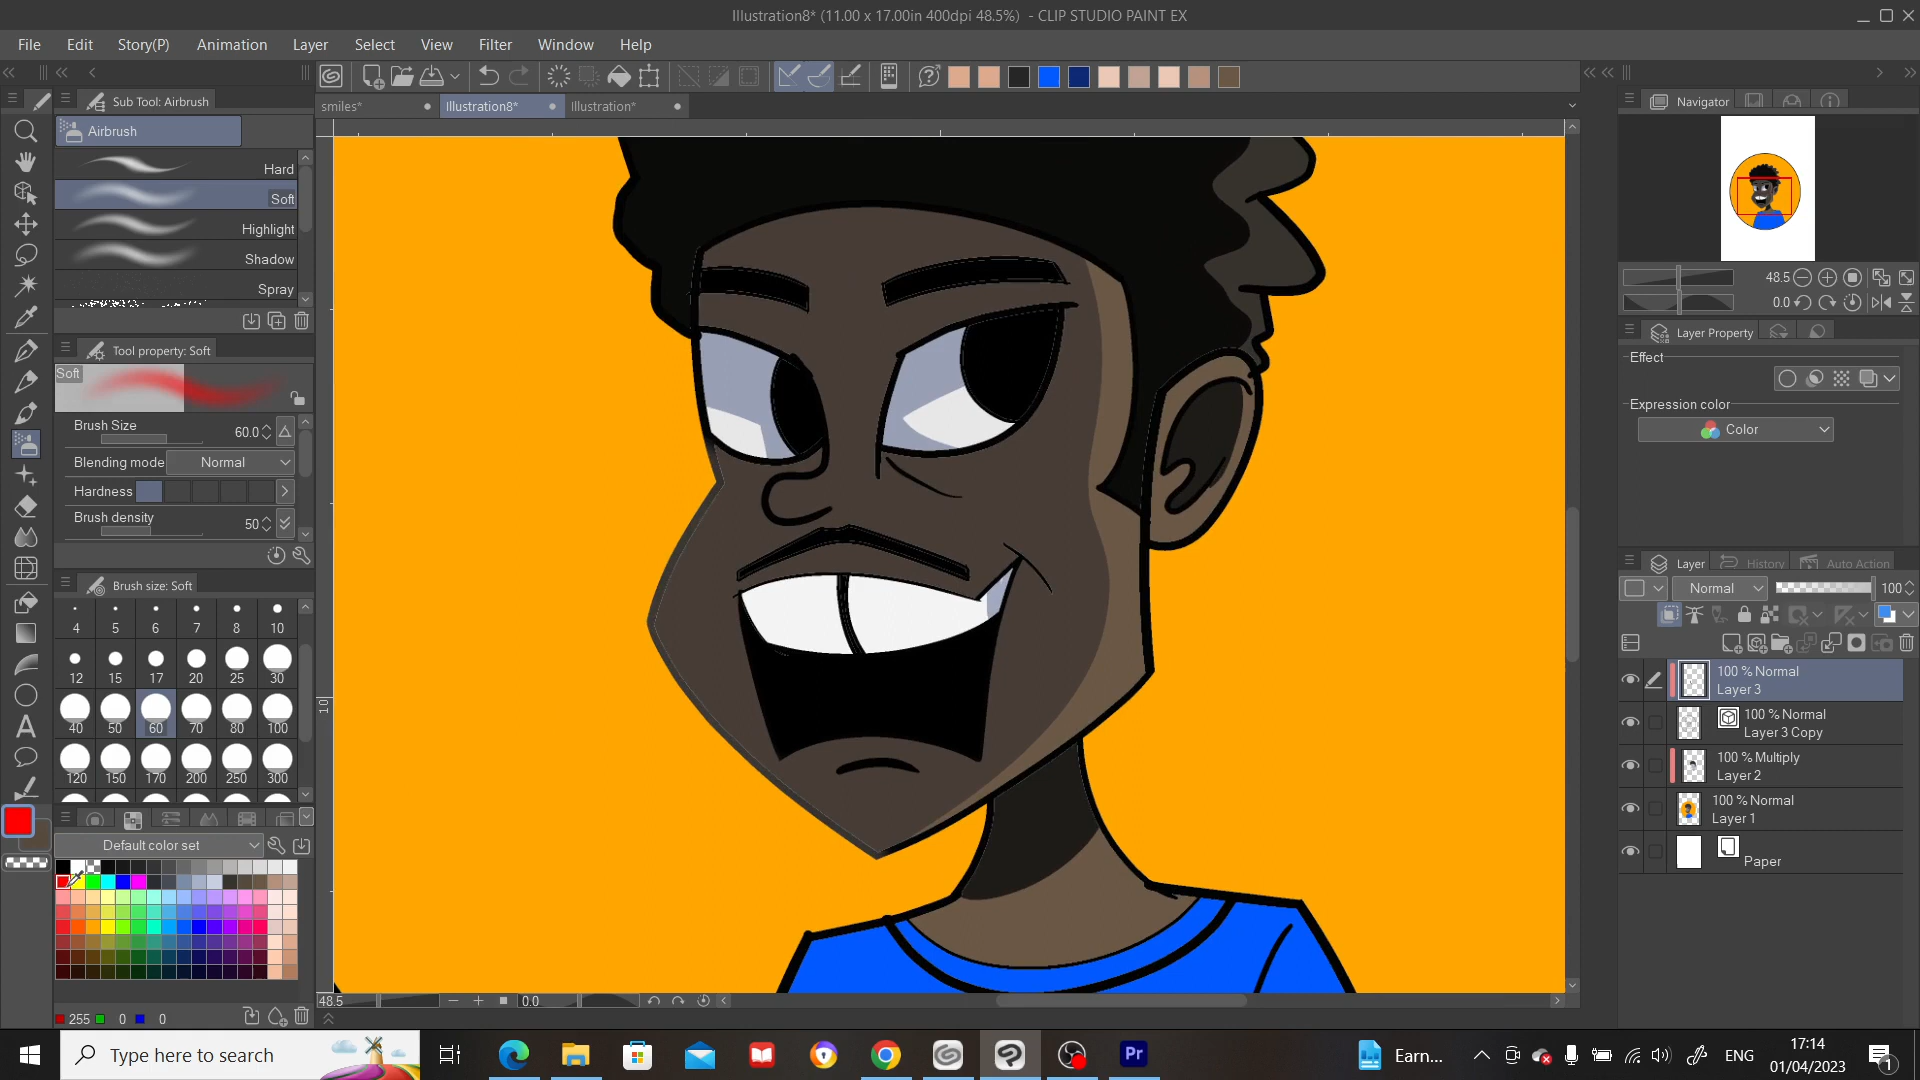 Illustration8* (11.00 x 17.00in 400dpi 48.5%) - CLIP STUDIO PAINT EX
File Edit Story(P) Animation Layer Select View Filter Window Help
Sub Tool: Airbrush
smiles*
Illustration8*
Illustration*
Navigator
Airbrush
Hard
Soft
Highlight
Shadow
Spray
48.5
0.0
Tool property: Soft
Layer Property
Soft
Effect
Expression color
Color
Brush Size 60.0
Blending mode Normal
Hardness
Brush density 50
Layer History Auto Action
Normal 100
Brush size: Soft
4 5 6 7 8 10
12 15 17 20 25 30
40 50 60 70 80 100
120 150 170 200 250 300
100 % Normal
Layer 3
100 % Normal
Layer 3 Copy
100 % Multiply
Layer 2
100 % Normal
Layer 1
Paper
10
Default color set
48.5
0.0
255 0 0
Type here to search
A
Pr
Earn...
ENG
17:14
01/04/2023
1